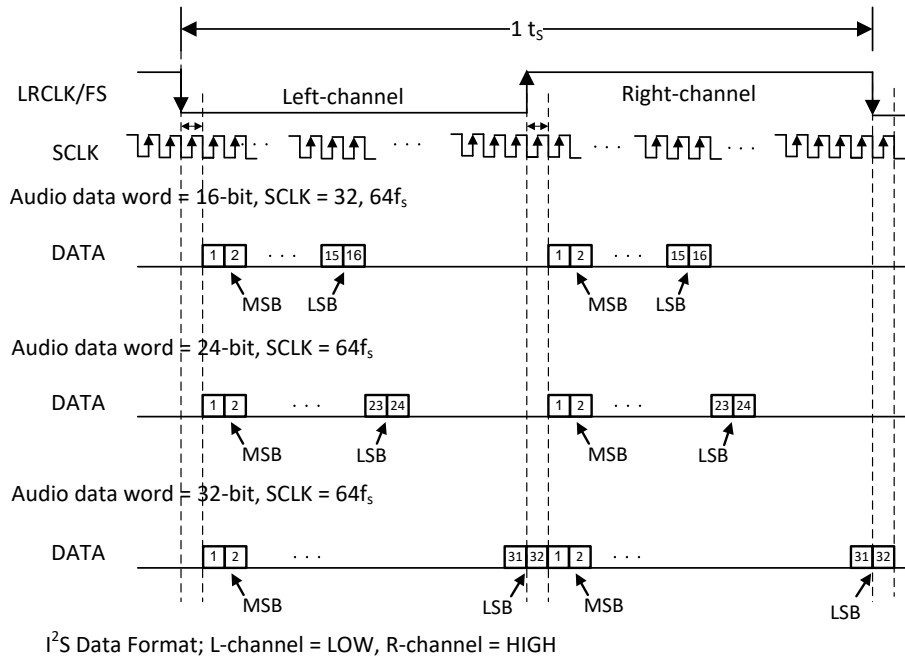 1 tₛ
LRCLK/FS Left-channel Right-channel
SCLK · · · · · · · · · · · ·
Audio data word = 16-bit, SCLK = 32, 64fₛ
DATA 1 2 · · · 15 16 1 2 · · · 15 16
MSB LSB MSB LSB
Audio data word = 24-bit, SCLK = 64fₛ
DATA 1 2 · · · 23 24 1 2 · · · 23 24
MSB LSB MSB LSB
Audio data word = 32-bit, SCLK = 64fₛ
DATA 1 2 · · · 31 32 1 2 · · · 31 32
MSB LSB MSB LSB
I²S Data Format; L-channel = LOW, R-channel = HIGH